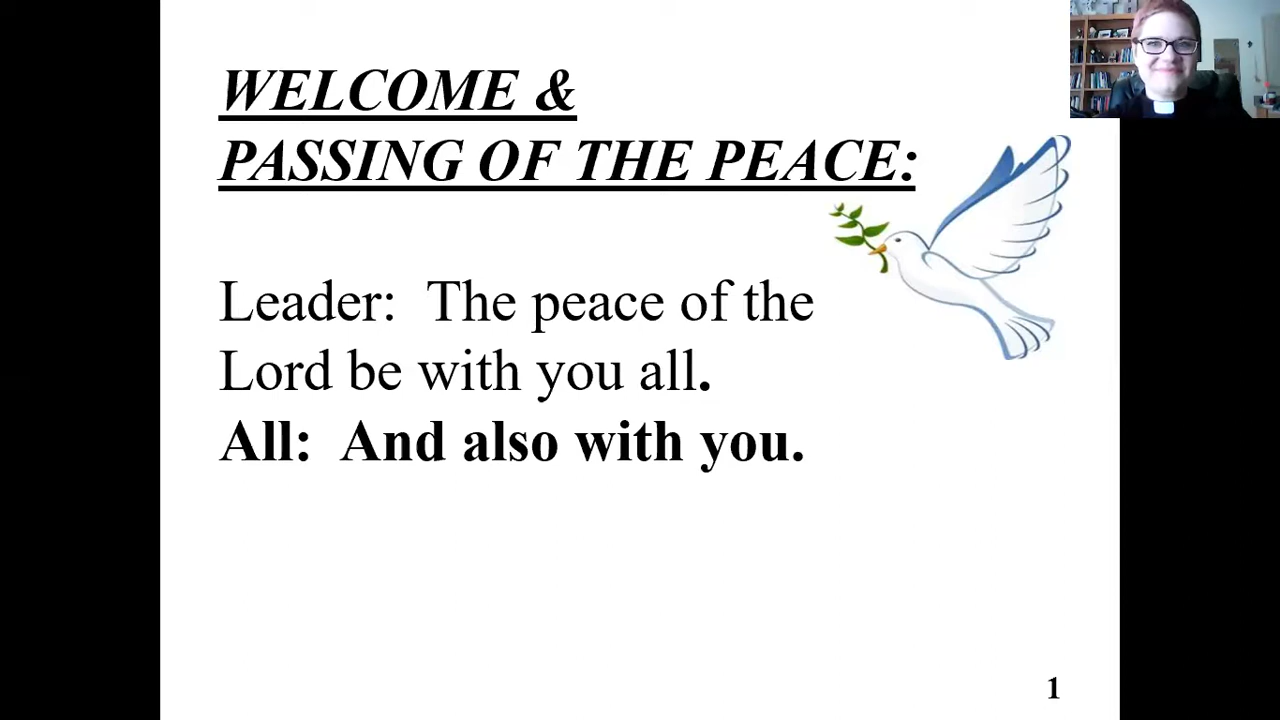 WELCOME &
PASSING OF THE PEACE:
Leader: The peace of the
Lord be with you all.
All: And also with you.
1